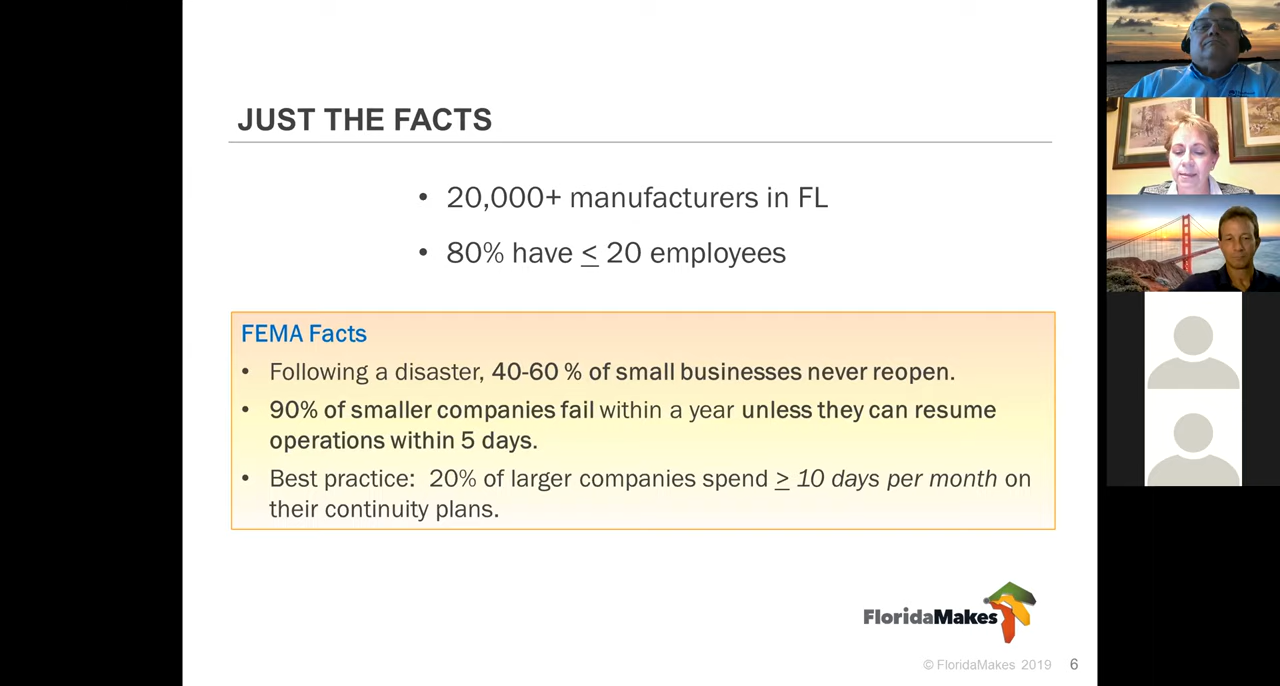 JUST THE FACTS
• 20,000+ manufacturers in FL
• 80% have ≤ 20 employees
FEMA Facts
• Following a disaster, 40-60 % of small businesses never reopen.
• 90% of smaller companies fail within a year unless they can resume
operations within 5 days.
• Best practice: 20% of larger companies spend ≥ 10 days per month on
their continuity plans.
FloridaMakes
© FloridaMakes 2019 6